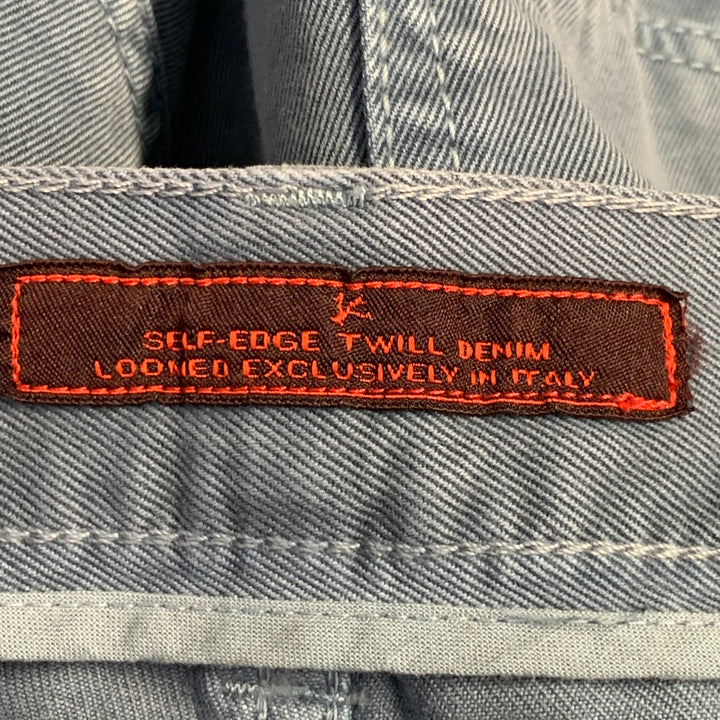 K
SELF-EDGE TWILL DENIM
LOOMED EXCLUSIVELY IN ITALY